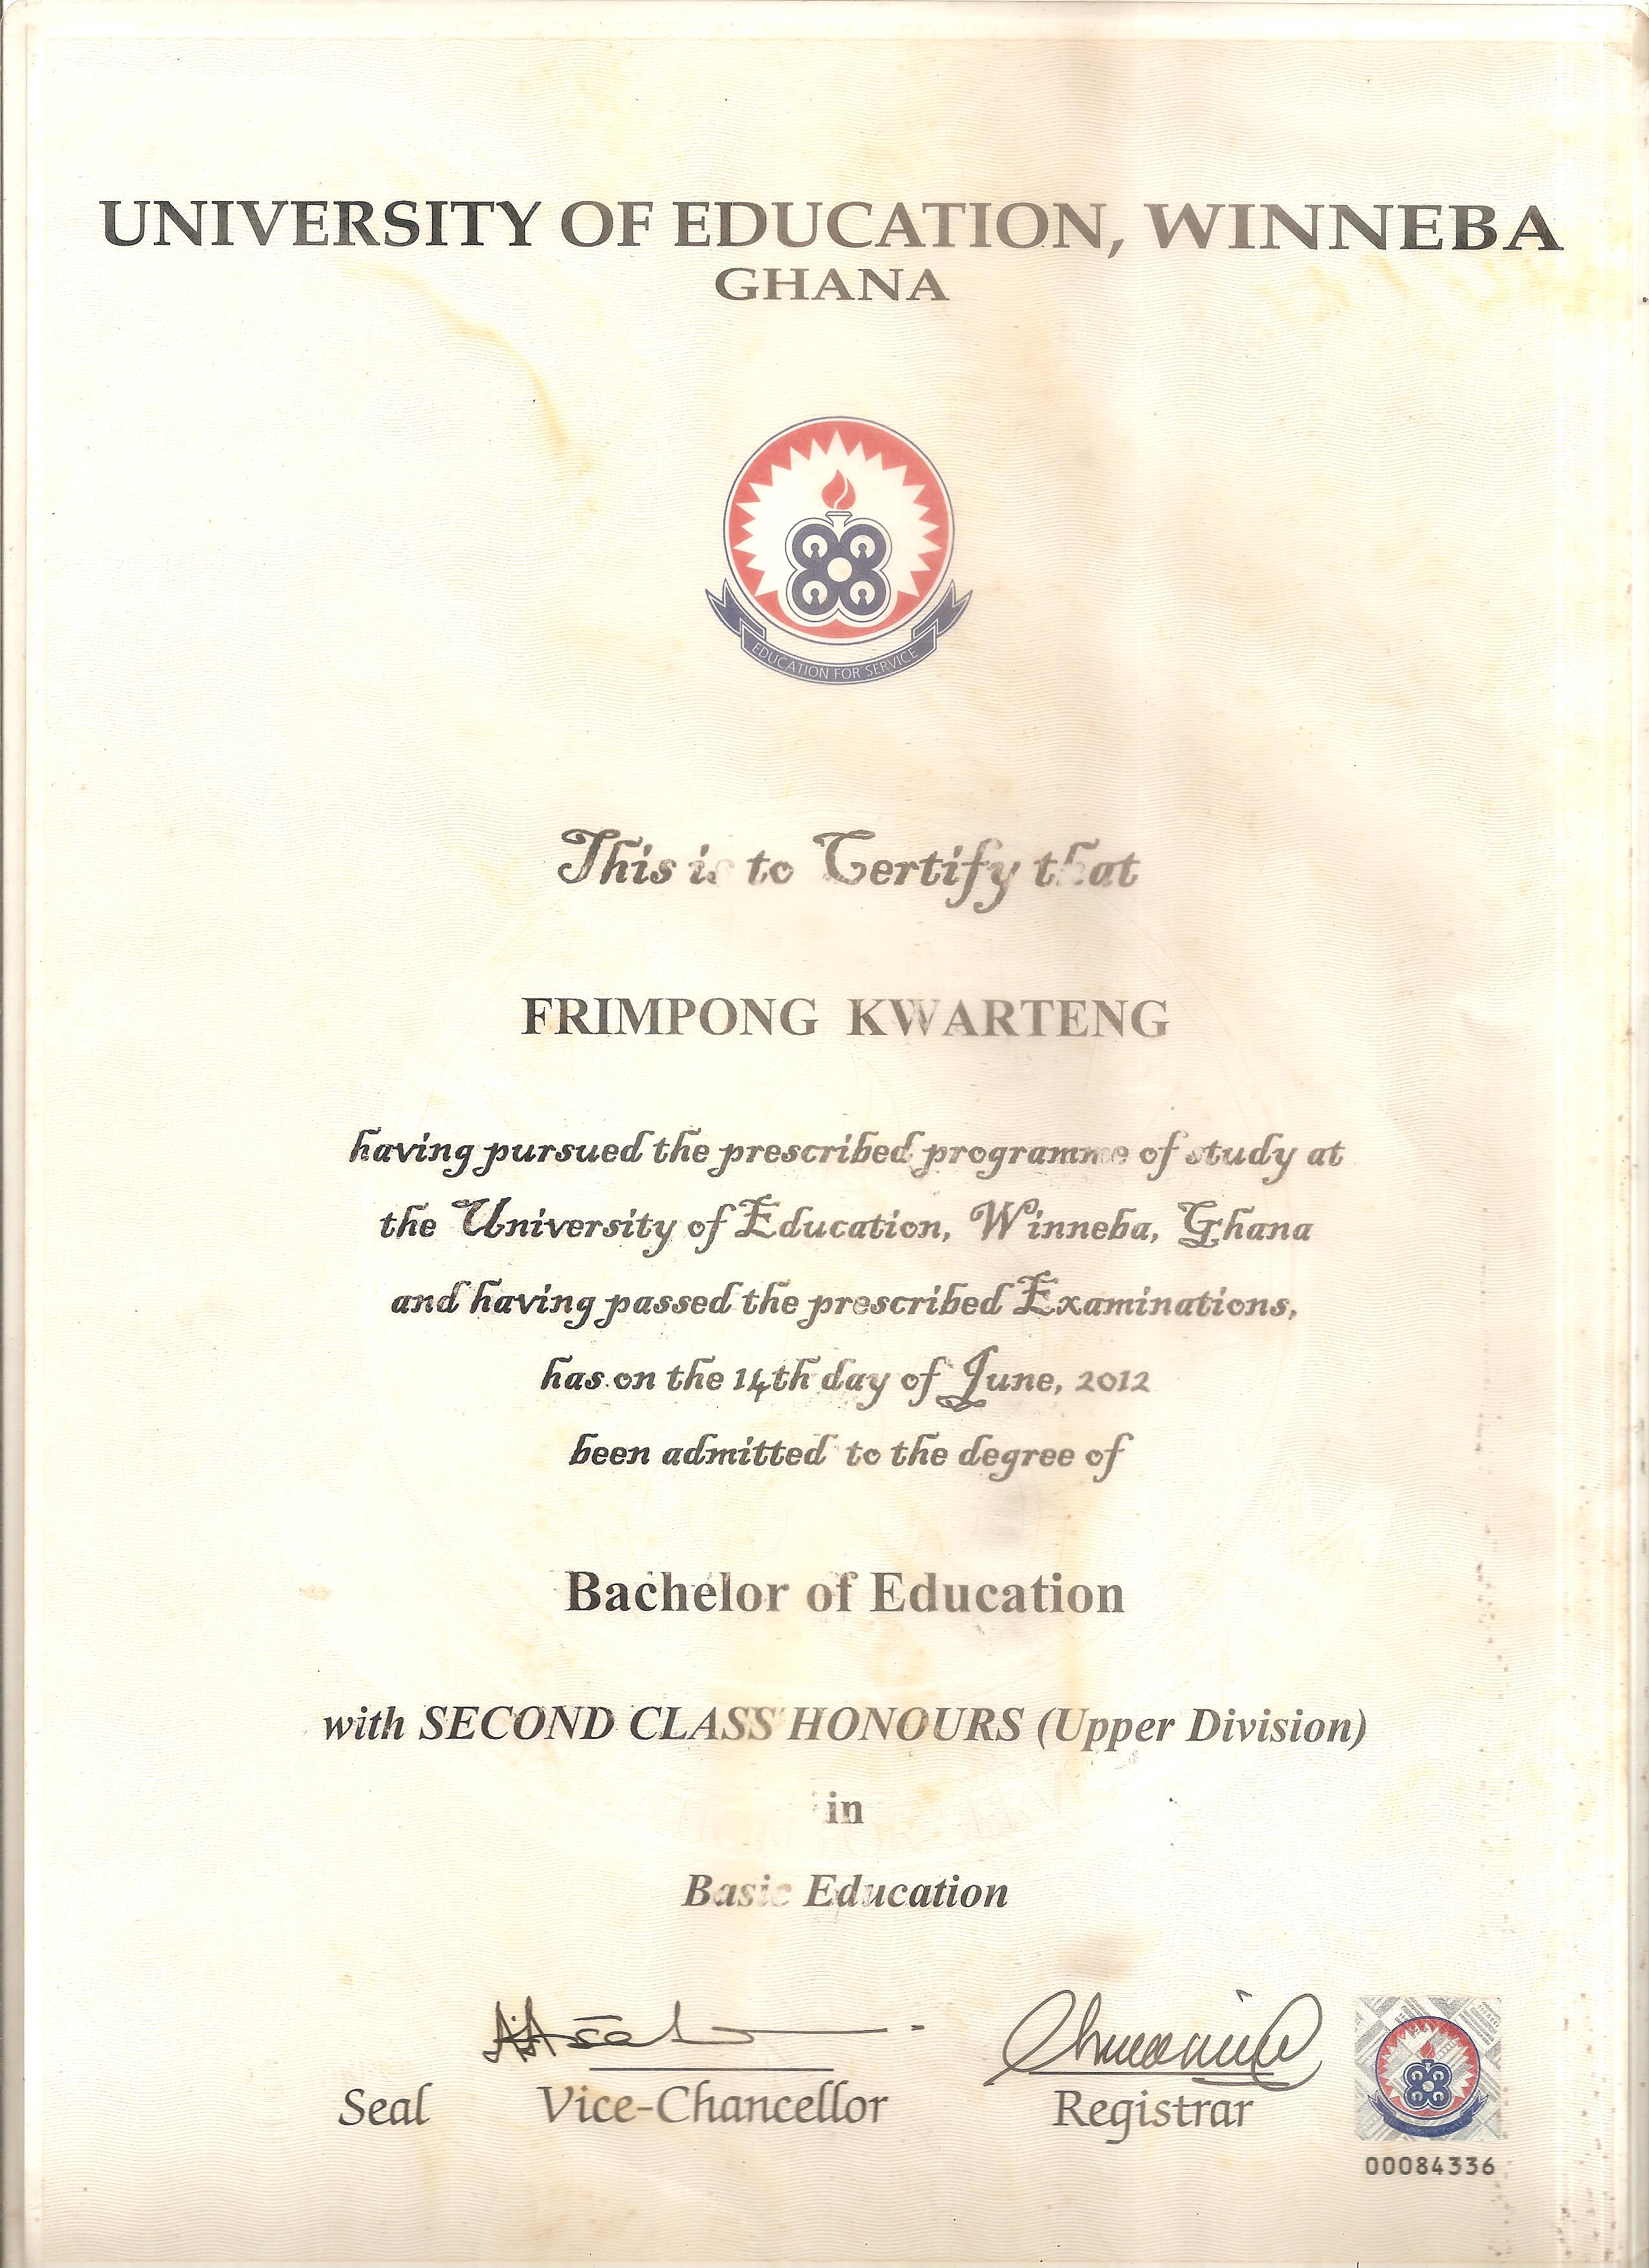 UNIVERSITY OF EDUCATION, WINNEBA
GHANA
EDUCATION FOR SERVICE
This is to Certify that
FRIMPONG KWARTENG
having pursued the prescribed programme of study at
the University of Education, Winneba, Ghana
and having passed the prescribed Examinations,
has on the 14th day of June, 2012
been admitted to the degree of
Bachelor of Education
with SECOND CLASS HONOURS (Upper Division)
in
Basic Education
Seal Vice-Chancellor Registrar
00084336